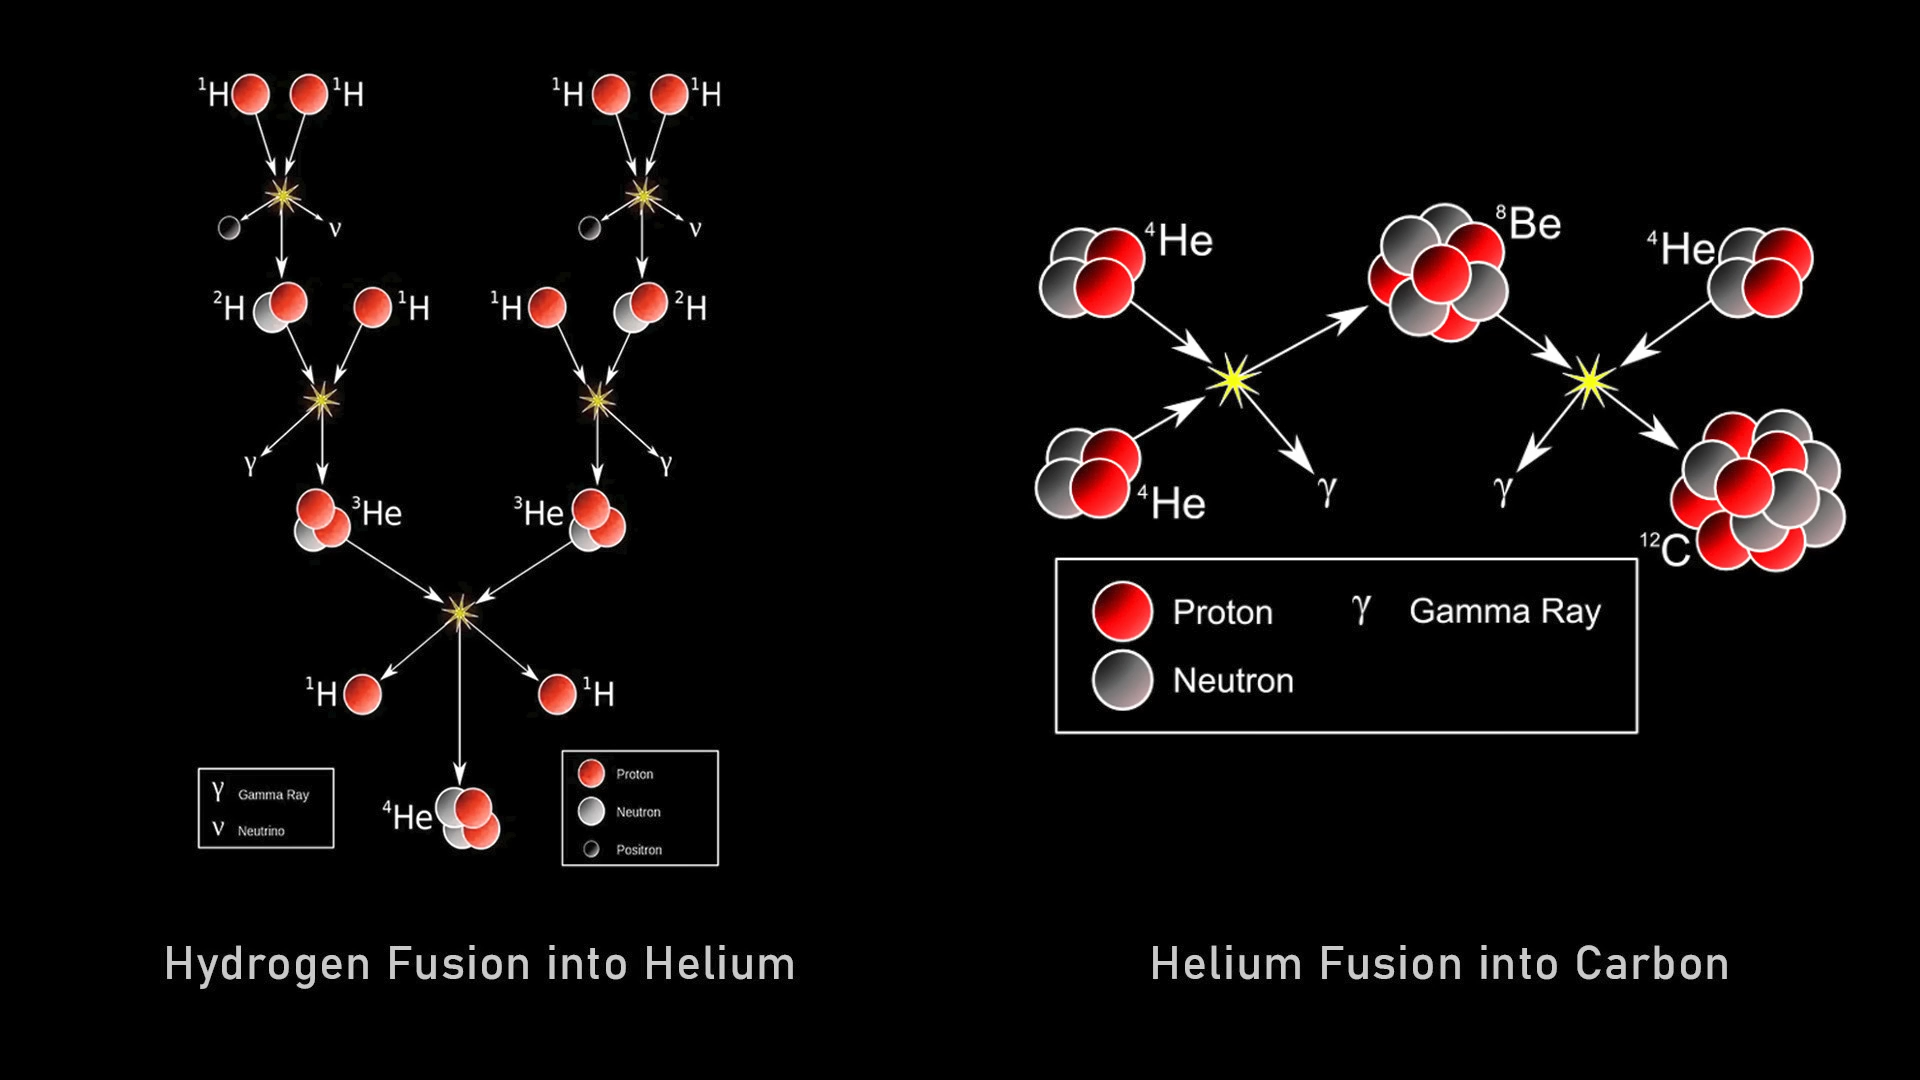 ¹H ¹H
¹H ¹H
ν
ν
²H ¹H
¹H ²H
γ
γ
³He
³He
¹H ¹H
⁴He
γ Gamma Ray
ν Neutrino
Proton
Neutron
Positron
Hydrogen Fusion into Helium
⁴He
⁸Be
⁴He
⁴He
γ
γ
¹²C
Proton
γ Gamma Ray
Neutron
Helium Fusion into Carbon